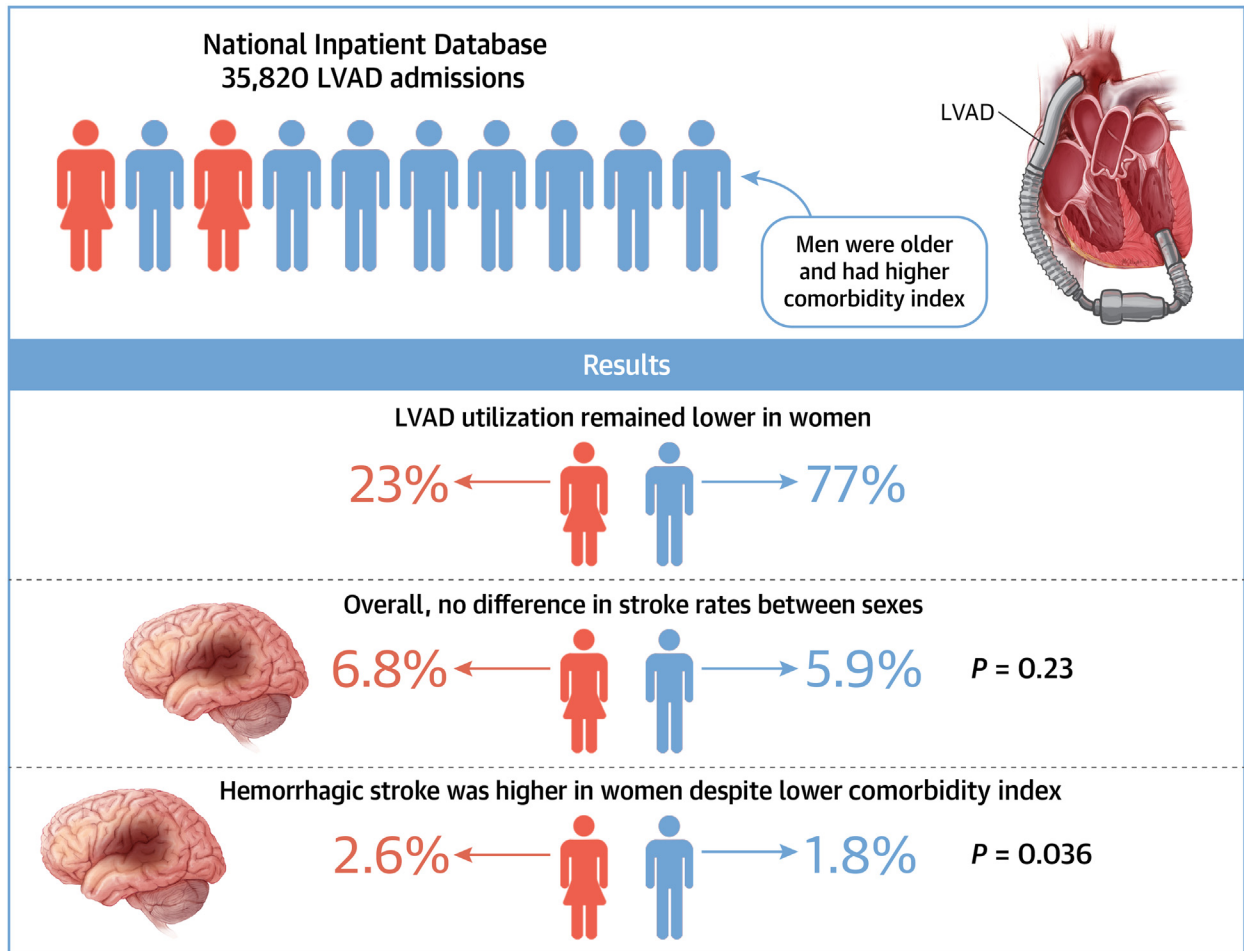 National Inpatient Database
35,820 LVAD admissions
LVAD
Men were older
and had higher
comorbidity index
Results
LVAD utilization remained lower in women
23%
77%
Overall, no difference in stroke rates between sexes
6.8%
5.9%
P = 0.23
Hemorrhagic stroke was higher in women despite lower comorbidity index
2.6%
1.8%
P = 0.036